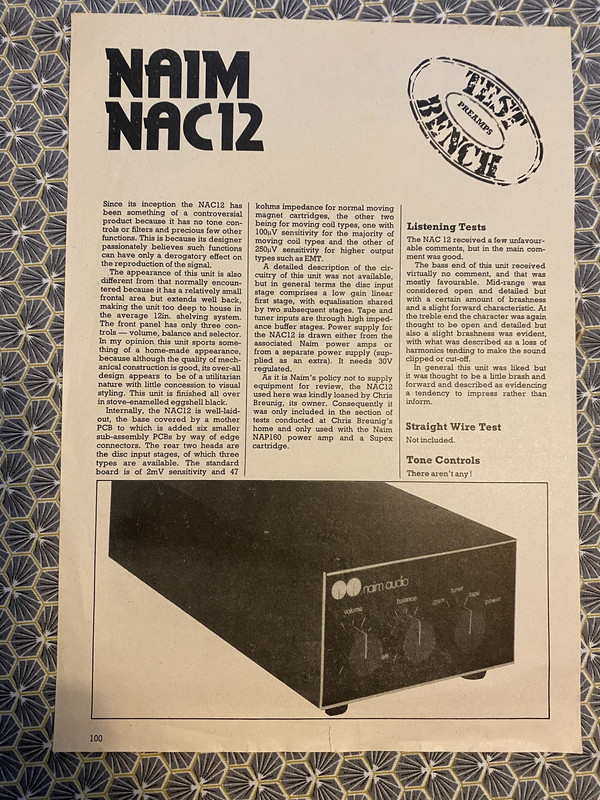 NAIM
NAC12
TEST
PREAMPS
BENCH
Since its inception the NAC12 has
been something of a controversial
product because it has no tone con-
trols or filters and precious few other
functions. This is because its designer
passionately believes such functions
can have only a derogatory effect on
the reproduction of the signal.
The appearance of this unit is also
different from that normally encoun-
tered because it has a relatively small
frontal area but extends well back,
making the unit too deep to house in
the average 12in. shelving system.
The front panel has only three con-
trols — volume, balance and selector.
In my opinion this unit sports some-
thing of a home-made appearance,
because although the quality of mech-
anical construction is good, its over-all
design appears to be of a utilitarian
nature with little concession to visual
styling. This unit is finished all over
in stove-enamelled eggshell black.
Internally, the NAC12 is well-laid-
out, the base covered by a mother
PCB to which is added six smaller
sub-assembly PCBs by way of edge
connectors. The rear two heads are
the disc input stages, of which three
types are available. The standard
board is of 2mV sensitivity and 47
kohms impedance for normal moving
magnet cartridges, the other two
being for moving coil types, one with
100μV sensitivity for the majority of
moving coil types and the other of
250μV sensitivity for higher output
types such as EMT.
A detailed description of the cir-
cuitry of this unit was not available,
but in general terms the disc input
stage comprises a low gain linear
first stage, with equalisation shared
by two subsequent stages. Tape and
tuner inputs are through high imped-
ance buffer stages. Power supply for
the NAC12 is drawn either from the
associated Naim power amps or
from a separate power supply (sup-
plied as an extra). It needs 30V
regulated.
As it is Naim's policy not to supply
equipment for review, the NAC12
used here was kindly loaned by Chris
Breunig, its owner. Consequently it
was only included in the section of
tests conducted at Chris Breunig's
home and only used with the Naim
NAP160 power amp and a Supex
cartridge.
Listening Tests
The NAC 12 received a few unfavour-
able comments, but in the main com-
ment was good.
The bass end of this unit received
virtually no comment, and that was
mostly favourable. Mid-range was
considered open and detailed but
with a certain amount of brashness
and a slight forward characteristic. At
the treble end the character was again
thought to be open and detailed but
also a slight brashness was evident,
with what was described as a loss of
harmonics tending to make the sound
clipped or cut-off.
In general this unit was liked but
it was thought to be a little brash and
forward and described as evidencing
a tendency to impress rather than
inform.
Straight Wire Test
Not included.
Tone Controls
There aren't any!
naim audio
volume
balance
tuner
tape
power
100